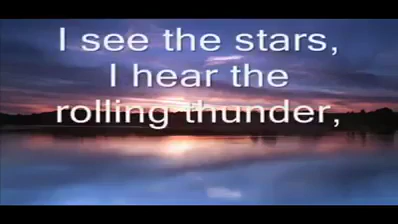 I see the stars,
I hear the
rolling thunder,